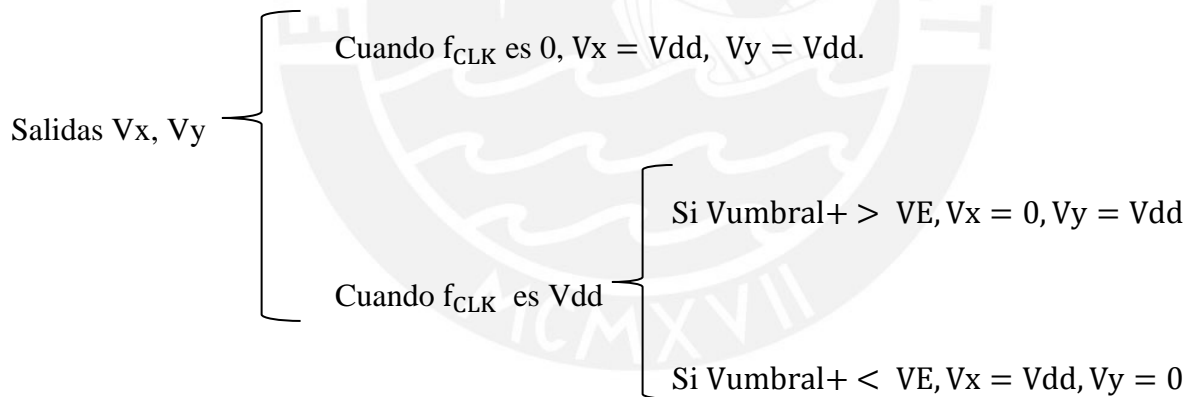 Cuando f_CLK es 0, Vx = Vdd, Vy = Vdd.
Salidas Vx, Vy
Si Vumbral+ > VE, Vx = 0, Vy = Vdd
Cuando f_CLK es Vdd
Si Vumbral+ < VE, Vx = Vdd, Vy = 0
MCMXVII